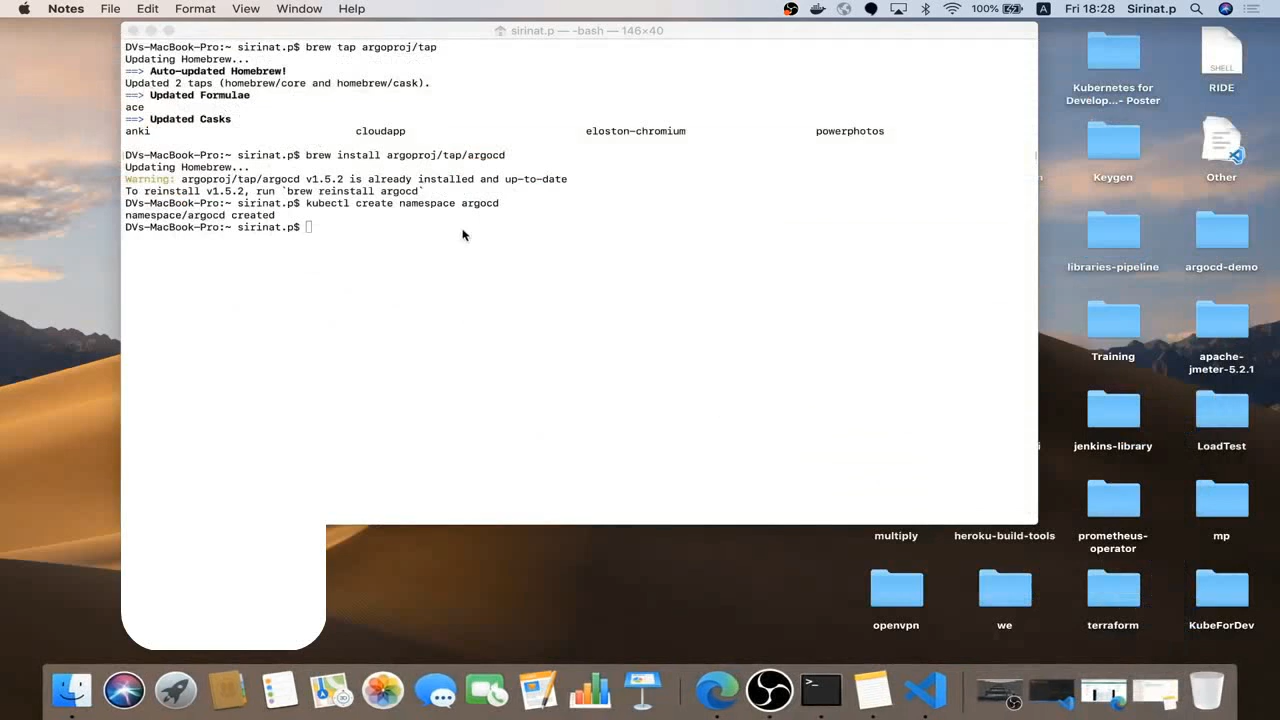 Notes File Edit Format View Window Help 100% A Fri 18:28 Sirinat.p
sirinat.p — -bash — 146×40
DVs-MacBook-Pro:~ sirinat.p$ brew tap argoproj/tap
Updating Homebrew...
==> Auto-updated Homebrew!
Updated 2 taps (homebrew/core and homebrew/cask).
==> Updated Formulae
ace
==> Updated Casks
anki cloudapp eloston-chromium powerphotos
DVs-MacBook-Pro:~ sirinat.p$ brew install argoproj/tap/argocd
Updating Homebrew...
Warning: argoproj/tap/argocd v1.5.2 is already installed and up-to-date
To reinstall v1.5.2, run `brew reinstall argocd`
DVs-MacBook-Pro:~ sirinat.p$ kubectl create namespace argocd
namespace/argocd created
DVs-MacBook-Pro:~ sirinat.p$
SHELL
Kubernetes for
Develop...- Poster
RIDE
Keygen
Other
libraries-pipeline
argocd-demo
Training
apache-
jmeter-5.2.1
jenkins-library
LoadTest
multiply
heroku-build-tools
prometheus-
operator
mp
openvpn
we
terraform
KubeForDev